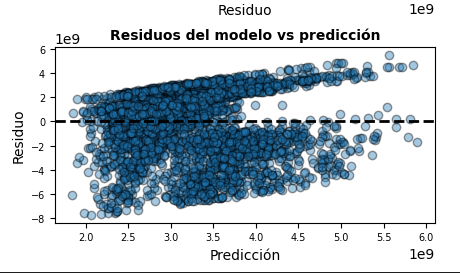 Residuo
1e9
Residuos del modelo vs predicción
1e9
6
4
2
0
−2
−4
−6
−8
Residuo
2.0 2.5 3.0 3.5 4.0 4.5 5.0 5.5 6.0
Predicción
1e9